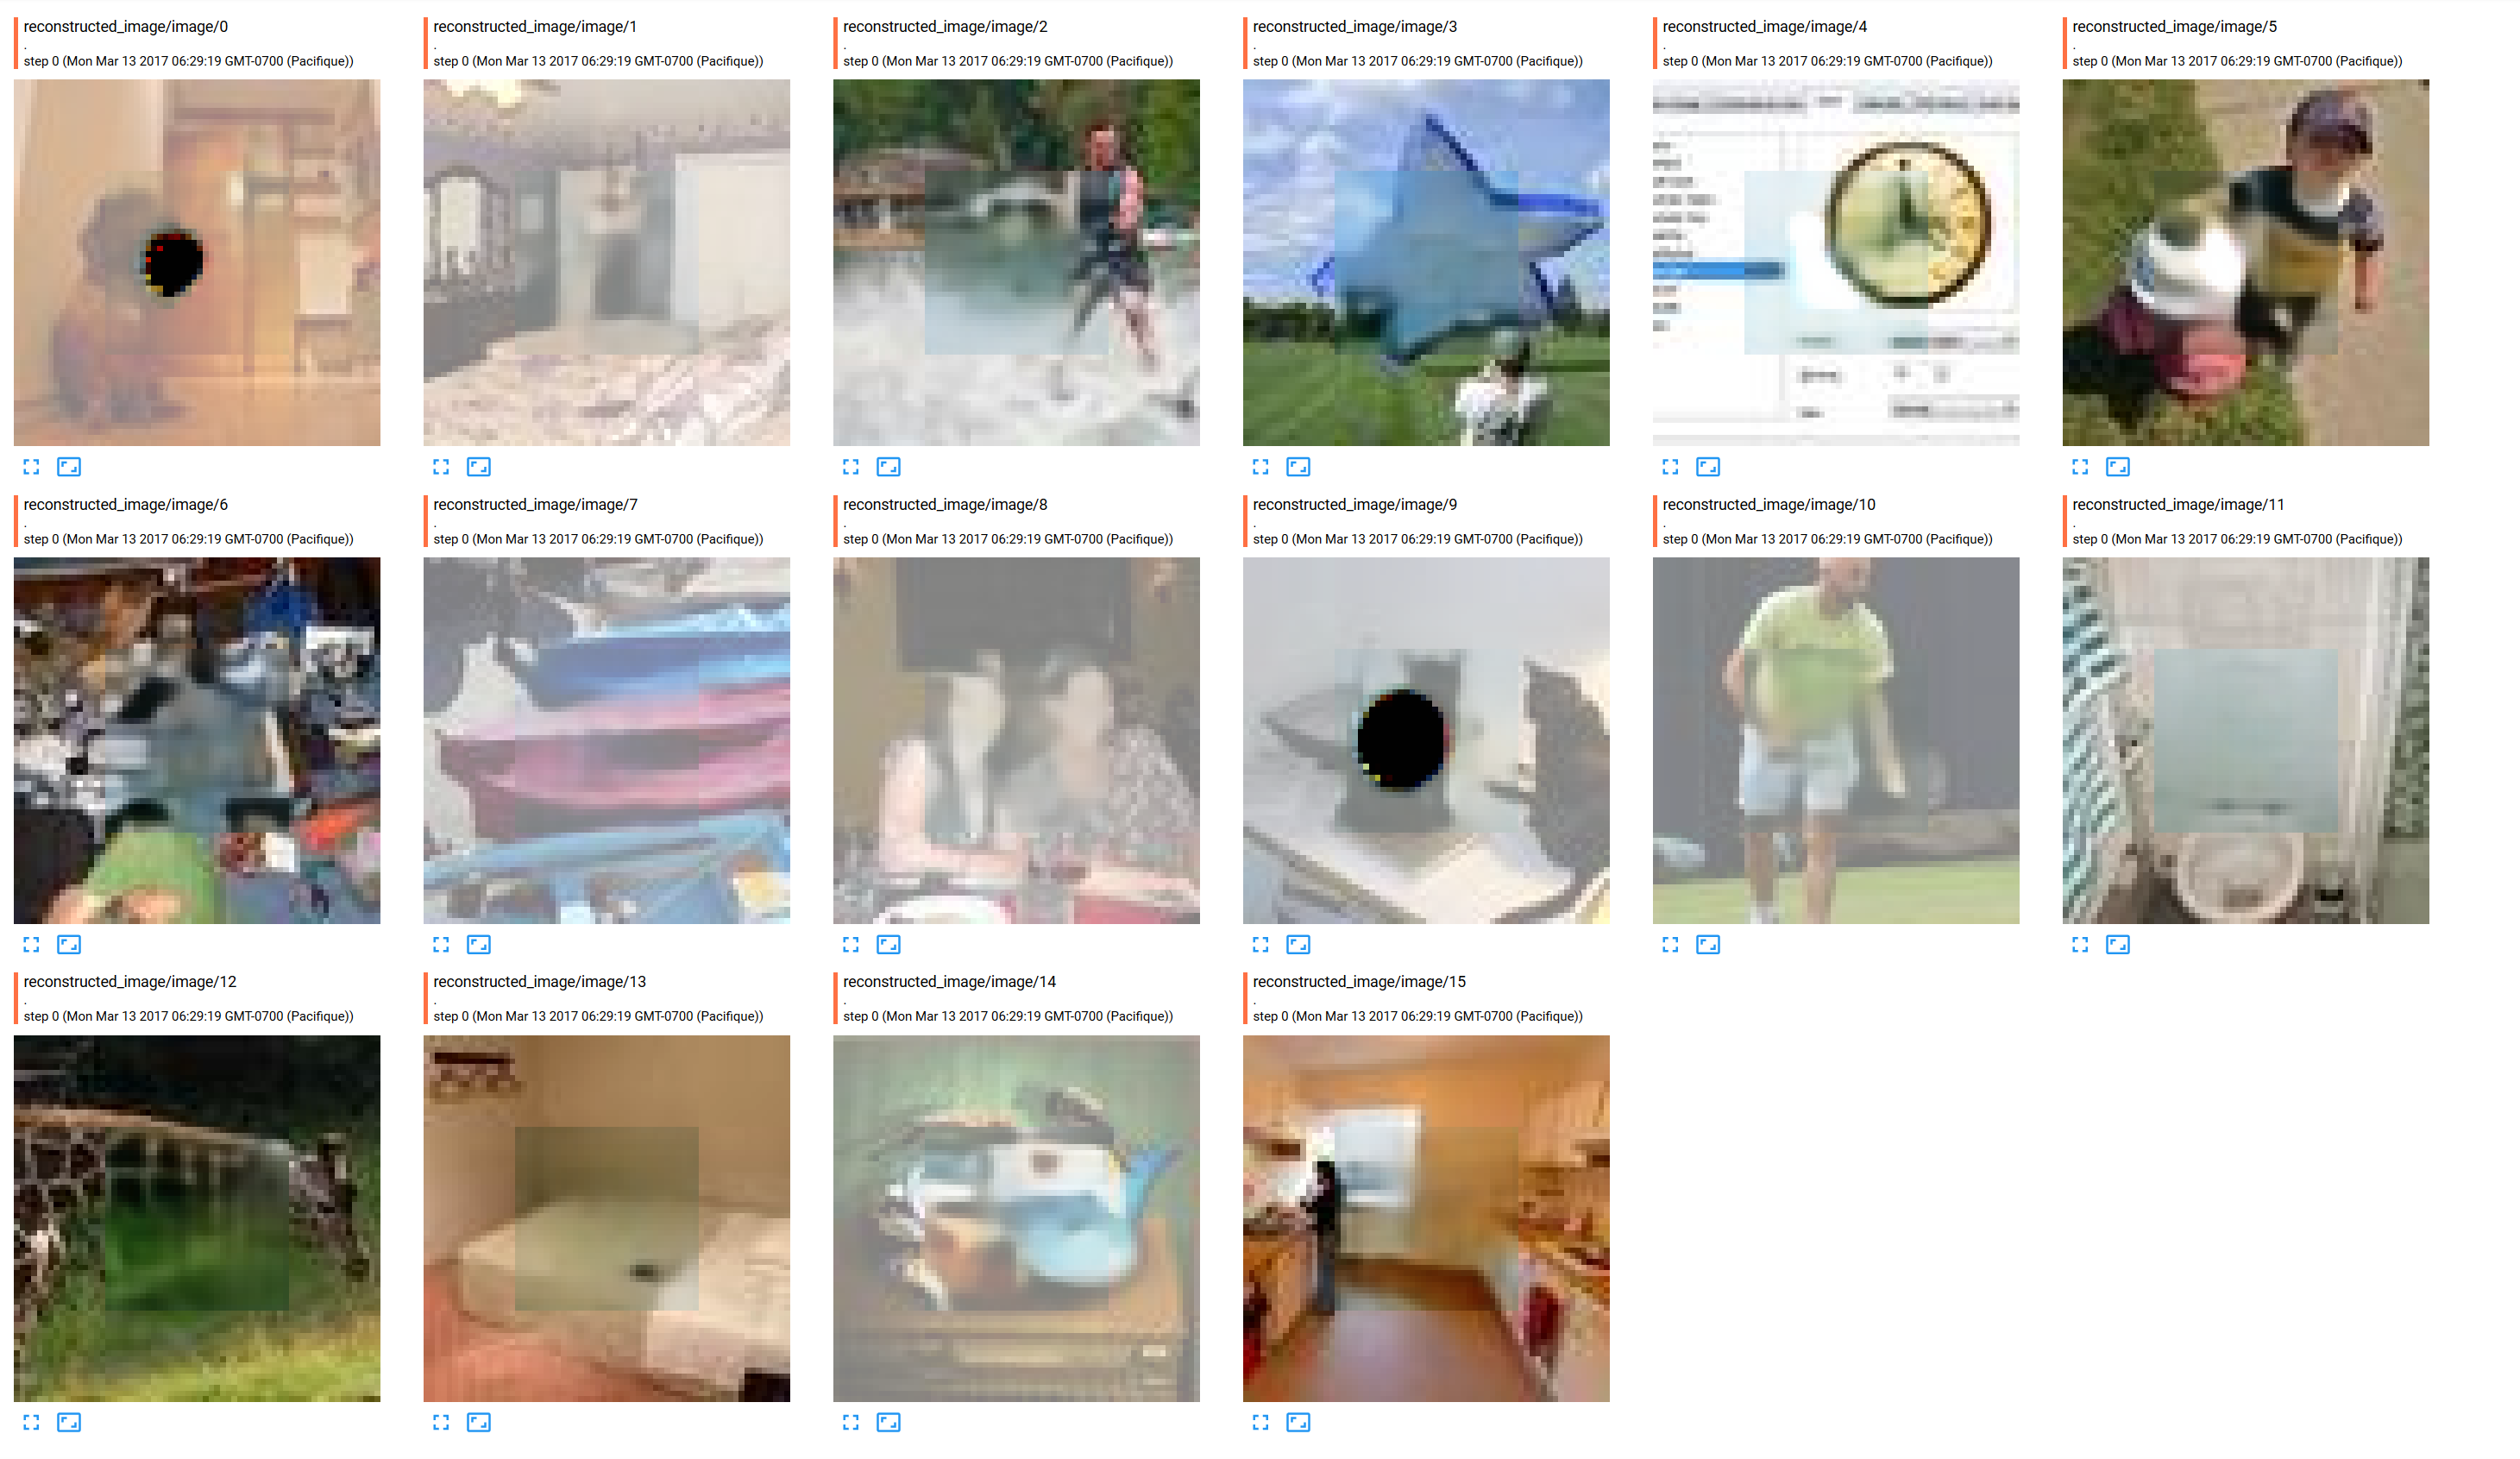 reconstructed_image/image/0
.
step 0 (Mon Mar 13 2017 06:29:19 GMT-0700 (Pacifique))
reconstructed_image/image/1
.
step 0 (Mon Mar 13 2017 06:29:19 GMT-0700 (Pacifique))
reconstructed_image/image/2
.
step 0 (Mon Mar 13 2017 06:29:19 GMT-0700 (Pacifique))
reconstructed_image/image/3
.
step 0 (Mon Mar 13 2017 06:29:19 GMT-0700 (Pacifique))
reconstructed_image/image/4
.
step 0 (Mon Mar 13 2017 06:29:19 GMT-0700 (Pacifique))
reconstructed_image/image/5
.
step 0 (Mon Mar 13 2017 06:29:19 GMT-0700 (Pacifique))
reconstructed_image/image/6
.
step 0 (Mon Mar 13 2017 06:29:19 GMT-0700 (Pacifique))
reconstructed_image/image/7
.
step 0 (Mon Mar 13 2017 06:29:19 GMT-0700 (Pacifique))
reconstructed_image/image/8
.
step 0 (Mon Mar 13 2017 06:29:19 GMT-0700 (Pacifique))
reconstructed_image/image/9
.
step 0 (Mon Mar 13 2017 06:29:19 GMT-0700 (Pacifique))
reconstructed_image/image/10
.
step 0 (Mon Mar 13 2017 06:29:19 GMT-0700 (Pacifique))
reconstructed_image/image/11
.
step 0 (Mon Mar 13 2017 06:29:19 GMT-0700 (Pacifique))
reconstructed_image/image/12
.
step 0 (Mon Mar 13 2017 06:29:19 GMT-0700 (Pacifique))
reconstructed_image/image/13
.
step 0 (Mon Mar 13 2017 06:29:19 GMT-0700 (Pacifique))
reconstructed_image/image/14
.
step 0 (Mon Mar 13 2017 06:29:19 GMT-0700 (Pacifique))
reconstructed_image/image/15
.
step 0 (Mon Mar 13 2017 06:29:19 GMT-0700 (Pacifique))